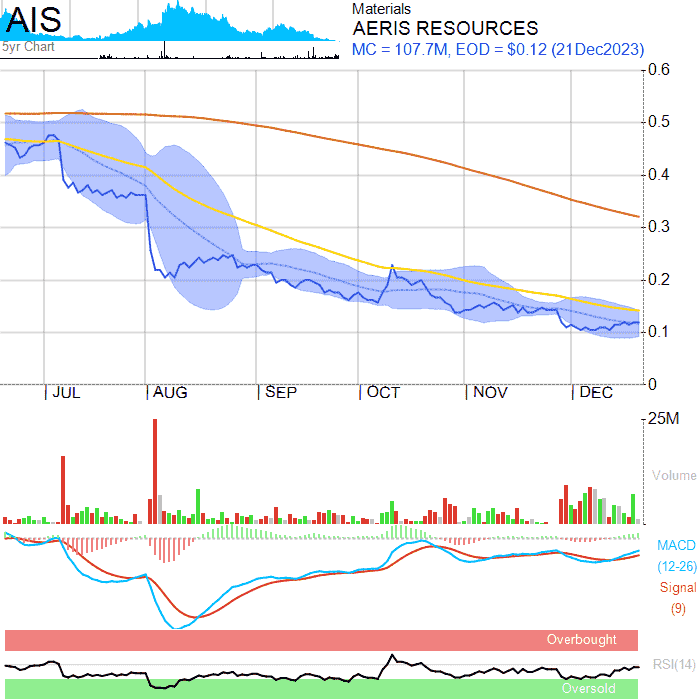 AIS
5yr Chart
Materials
AERIS RESOURCES
MC = 107.7M, EOD = $0.12 (21Dec2023)
0.6
0.5
0.4
0.3
0.2
0.1
0
JUL AUG SEP OCT NOV DEC
25M
Volume
MACD
(12-26)
Signal
(9)
Overbought
RSI(14)
Oversold